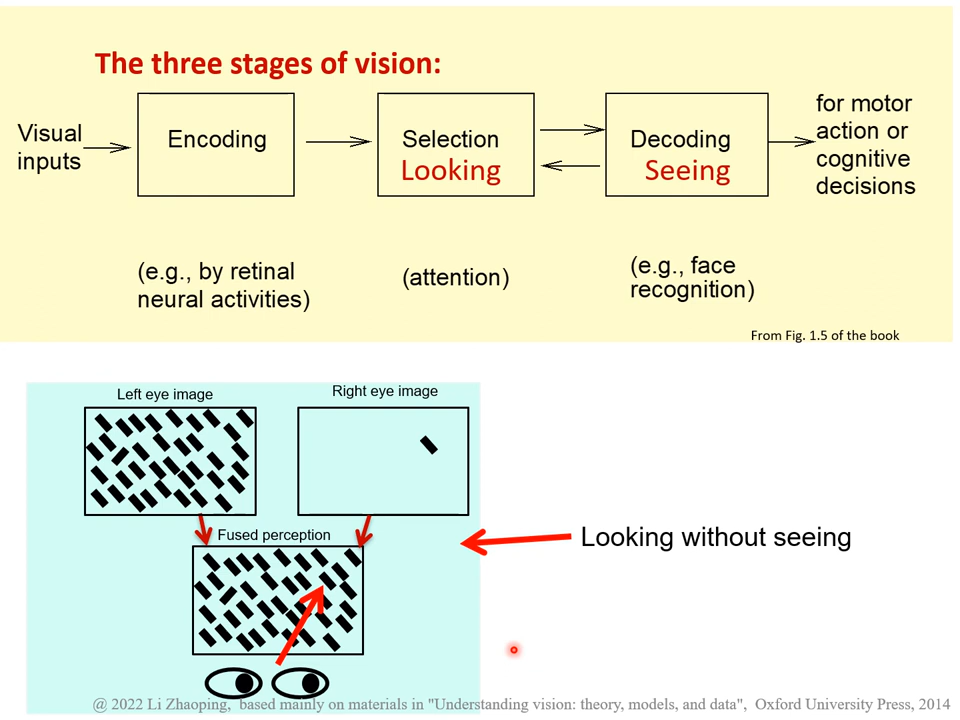 The three stages of vision:
Visual
inputs
Encoding
Selection
Looking
Decoding
Seeing
for motor
action or
cognitive
decisions
(e.g., by retinal
neural activities)
(attention)
(e.g., face
recognition)
From Fig. 1.5 of the book
Left eye image
Right eye image
Fused perception
Looking without seeing
@ 2022 Li Zhaoping, based mainly on materials in "Understanding vision: theory, models, and data", Oxford University Press, 2014